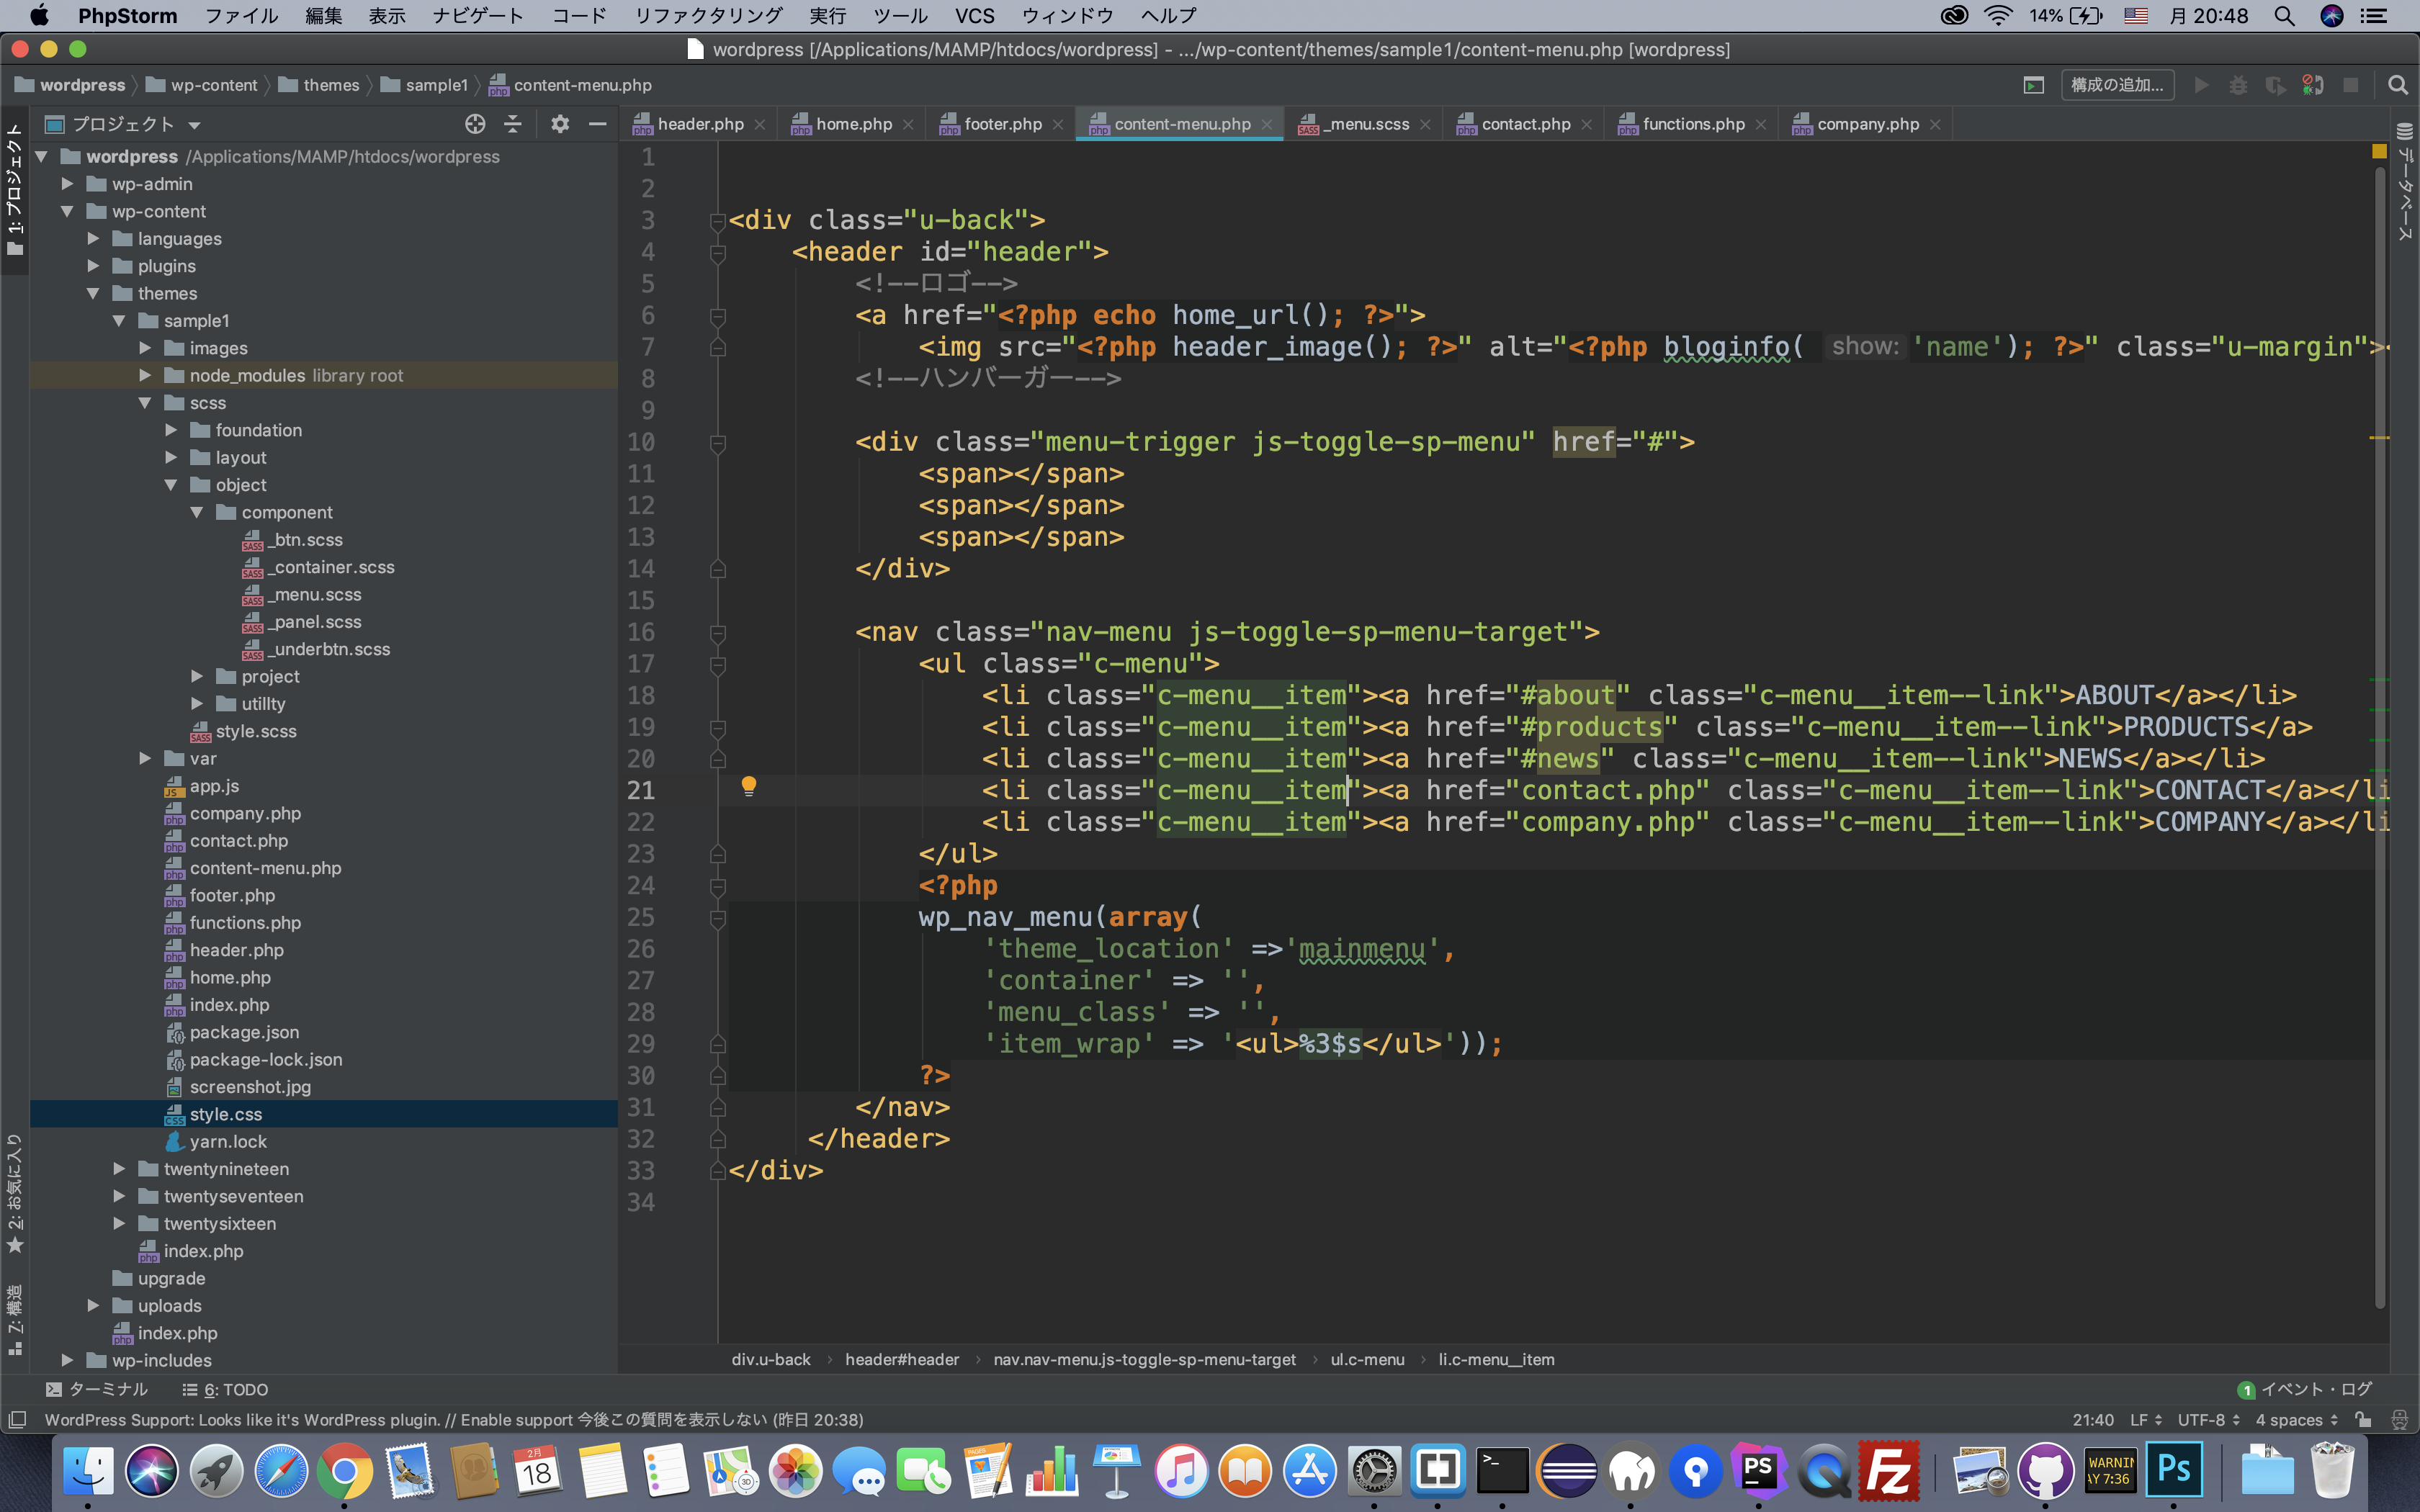 PhpStorm ファイル 編集 表示 ナビゲート コード リファクタリング 実行 ツール VCS ウィンドウ ヘルプ 14% 月 20:48
wordpress [/Applications/MAMP/htdocs/wordpress] - .../wp-content/themes/sample1/content-menu.php [wordpress]
wordpress wp-content themes sample1 content-menu.php 構成の追加...
プロジェクト
header.php home.php footer.php content-menu.php _menu.scss contact.php functions.php company.php
1: プロジェクト
2: お気に入り
Z: 構造
データベース
wordpress /Applications/MAMP/htdocs/wordpress
wp-admin
wp-content
languages
plugins
themes
sample1
images
node_modules library root
scss
foundation
layout
object
component
_btn.scss
_container.scss
_menu.scss
_panel.scss
_underbtn.scss
project
utillty
style.scss
var
app.js
company.php
contact.php
content-menu.php
footer.php
functions.php
header.php
home.php
index.php
package.json
package-lock.json
screenshot.jpg
style.css
yarn.lock
twentynineteen
twentyseventeen
twentysixteen
index.php
upgrade
uploads
index.php
wp-includes
1
2
3 <div class="u-back">
4 <header id="header">
5 <!--ロゴ-->
6 <a href="<?php echo home_url(); ?>">
7 <img src="<?php header_image(); ?>" alt="<?php bloginfo( show: 'name'); ?>" class="u-margin"><
8 <!--ハンバーガー-->
9
10 <div class="menu-trigger js-toggle-sp-menu" href="#">
11 <span></span>
12 <span></span>
13 <span></span>
14 </div>
15
16 <nav class="nav-menu js-toggle-sp-menu-target">
17 <ul class="c-menu">
18 <li class="c-menu__item"><a href="#about" class="c-menu__item--link">ABOUT</a></li>
19 <li class="c-menu__item"><a href="#products" class="c-menu__item--link">PRODUCTS</a>
20 <li class="c-menu__item"><a href="#news" class="c-menu__item--link">NEWS</a></li>
21 <li class="c-menu__item"><a href="contact.php" class="c-menu__item--link">CONTACT</a></li
22 <li class="c-menu__item"><a href="company.php" class="c-menu__item--link">COMPANY</a></li
23 </ul>
24 <?php
25 wp_nav_menu(array(
26 'theme_location' =>'mainmenu',
27 'container' => '',
28 'menu_class' => '',
29 'item_wrap' => '<ul>%3$s</ul>'));
30 ?>
31 </nav>
32 </header>
33 </div>
34
div.u-back header#header nav.nav-menu.js-toggle-sp-menu-target ul.c-menu li.c-menu__item
ターミナル 6: TODO 1 イベント・ログ
WordPress Support: Looks like it's WordPress plugin. // Enable support 今後この質問を表示しない (昨日 20:38) 21:40 LF UTF-8 4 spaces
2月
18
PAGES
3D
>_
PS
Fz
WARNIN
AY 7:36
Ps